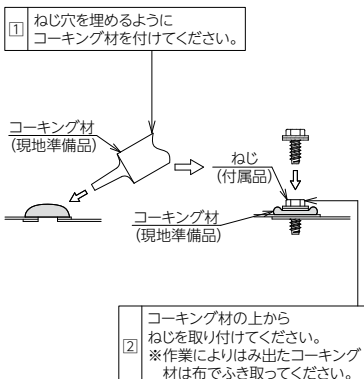 1
ねじ穴を埋めるように
コーキング材を付けてください。
コーキング材
(現地準備品)
ねじ
(付属品)
コーキング材
(現地準備品)
2
コーキング材の上から
ねじを取り付けてください。
※作業によりはみ出たコーキング
材は布でふき取ってください。